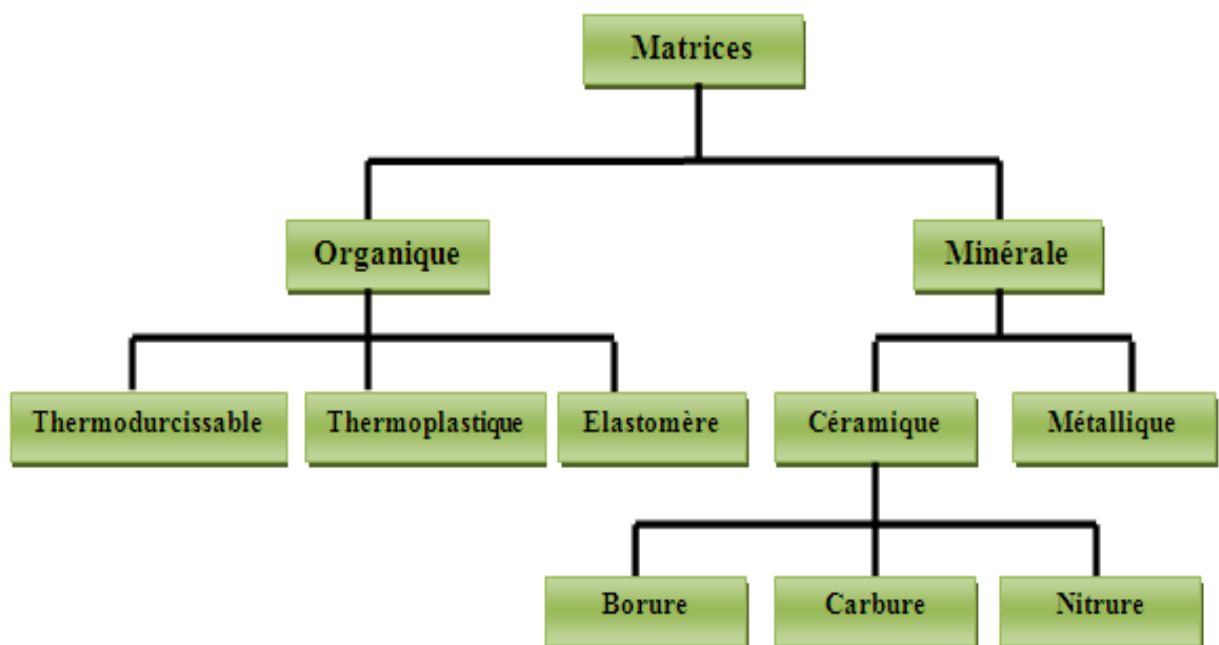 Matrices
Organique
Minérale
Thermodurcissable
Thermoplastique
Elastomère
Céramique
Métallique
Borure
Carbure
Nitrure